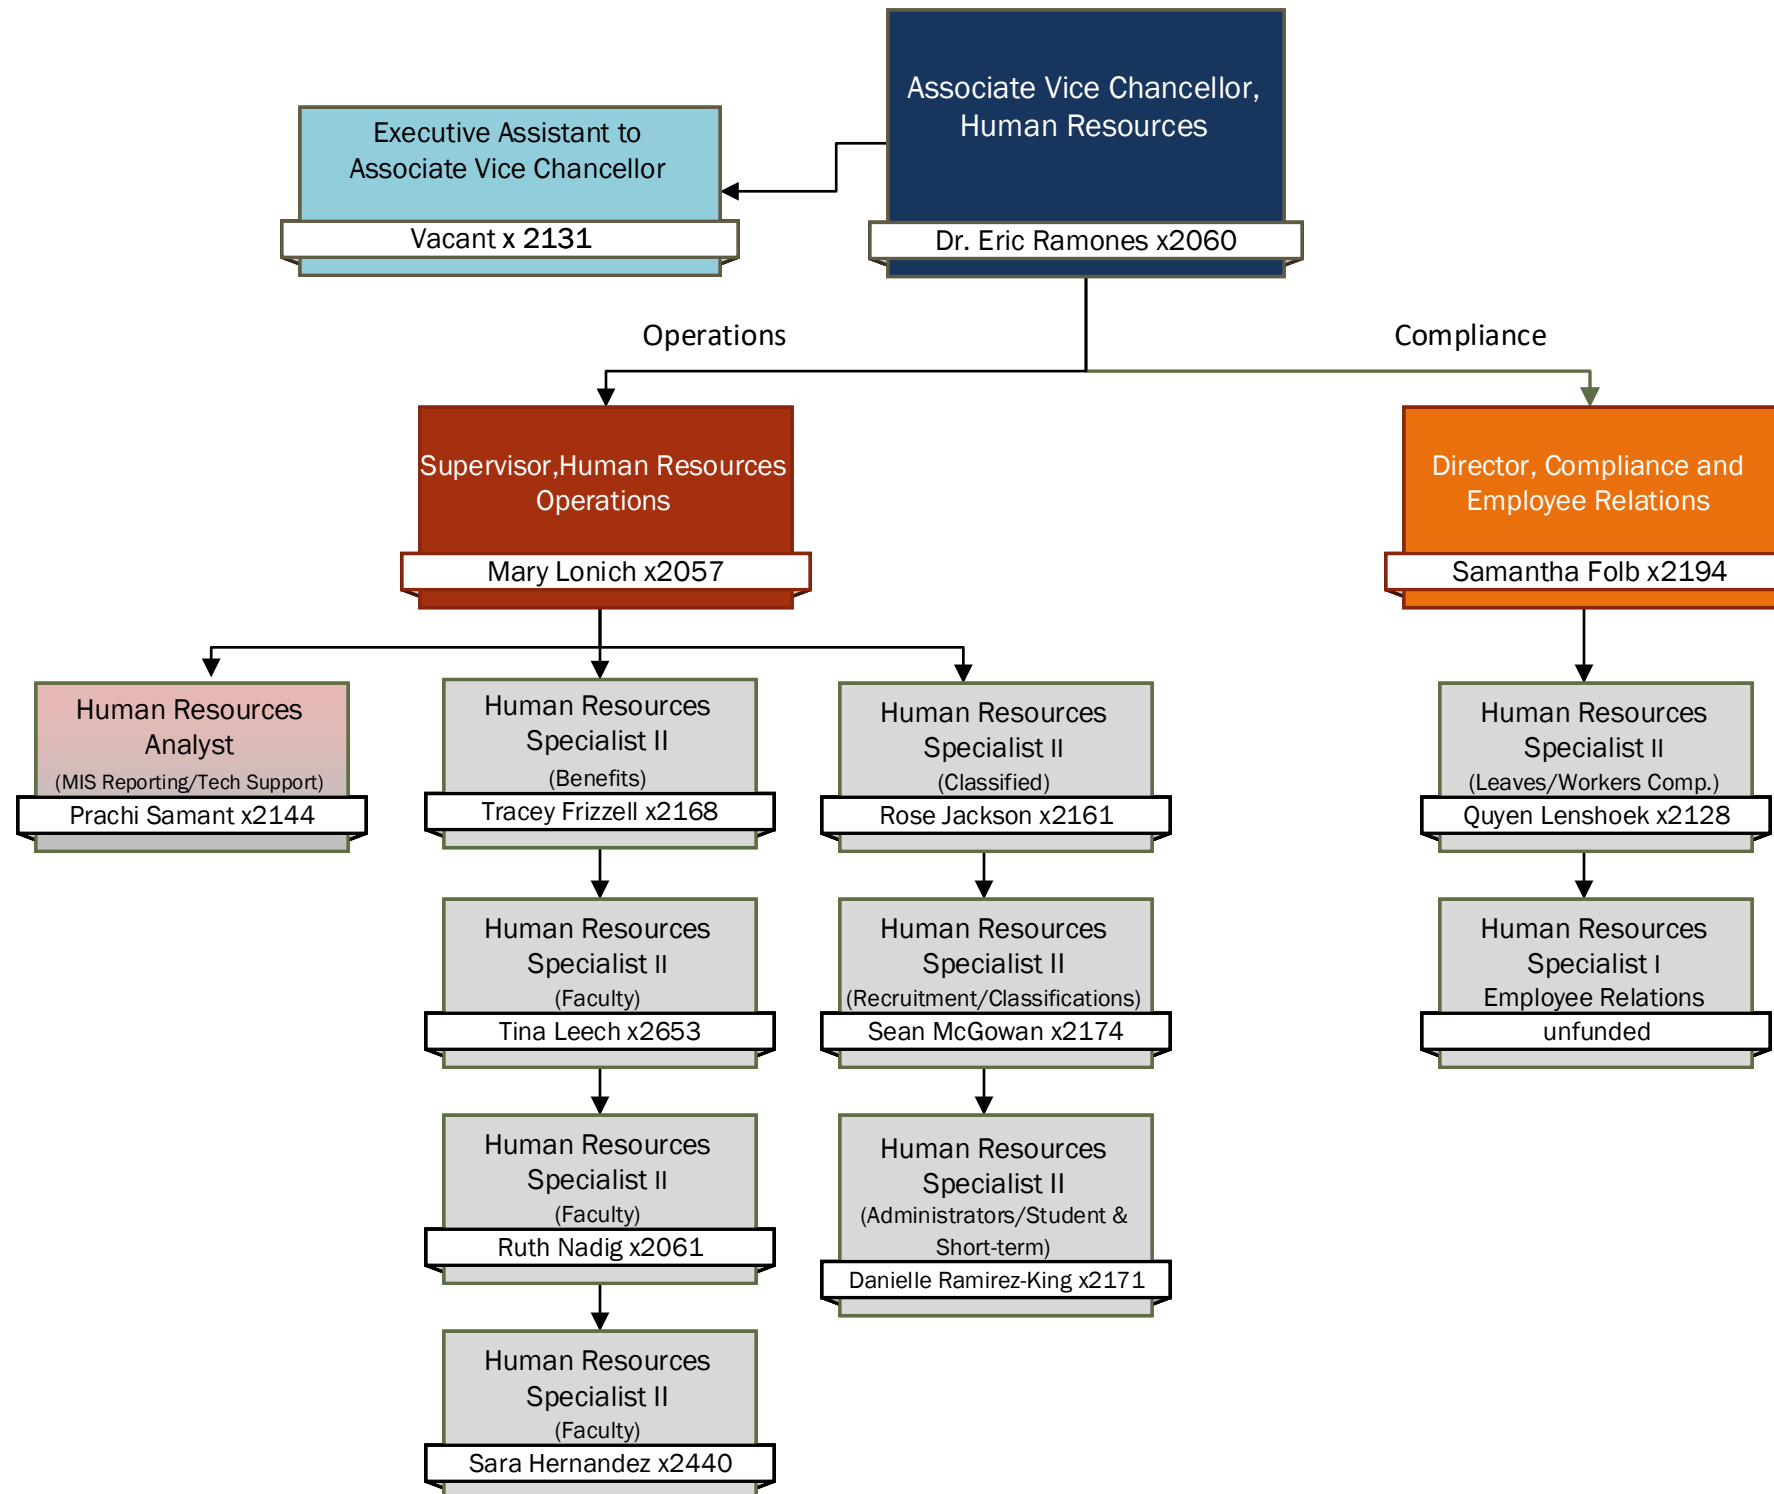 Associate Vice Chancellor,
Human Resources
Dr. Eric Ramones x2060
Executive Assistant to
Associate Vice Chancellor
Vacant x 2131
Operations
Compliance
Supervisor,Human Resources
Operations
Mary Lonich x2057
Director, Compliance and
Employee Relations
Samantha Folb x2194
Human Resources
Analyst
(MIS Reporting/Tech Support)
Prachi Samant x2144
Human Resources
Specialist II
(Benefits)
Tracey Frizzell x2168
Human Resources
Specialist II
(Faculty)
Tina Leech x2653
Human Resources
Specialist II
(Faculty)
Ruth Nadig x2061
Human Resources
Specialist II
(Faculty)
Sara Hernandez x2440
Human Resources
Specialist II
(Classified)
Rose Jackson x2161
Human Resources
Specialist II
(Recruitment/Classifications)
Sean McGowan x2174
Human Resources
Specialist II
(Administrators/Student &
Short-term)
Danielle Ramirez-King x2171
Human Resources
Specialist II
(Leaves/Workers Comp.)
Quyen Lenshoek x2128
Human Resources
Specialist I
Employee Relations
unfunded